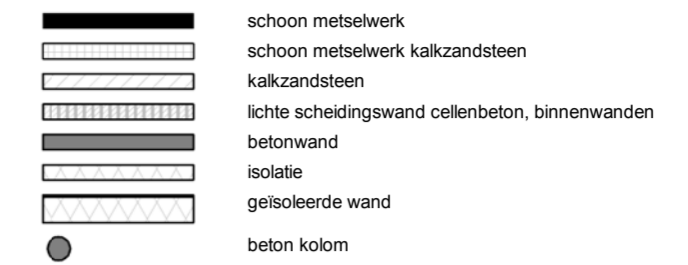 schoon metselwerk
schoon metselwerk kalkzandsteen
kalkzandsteen
lichte scheidingswand cellenbeton, binnenwanden
betonwand
isolatie
geïsoleerde wand
beton kolom